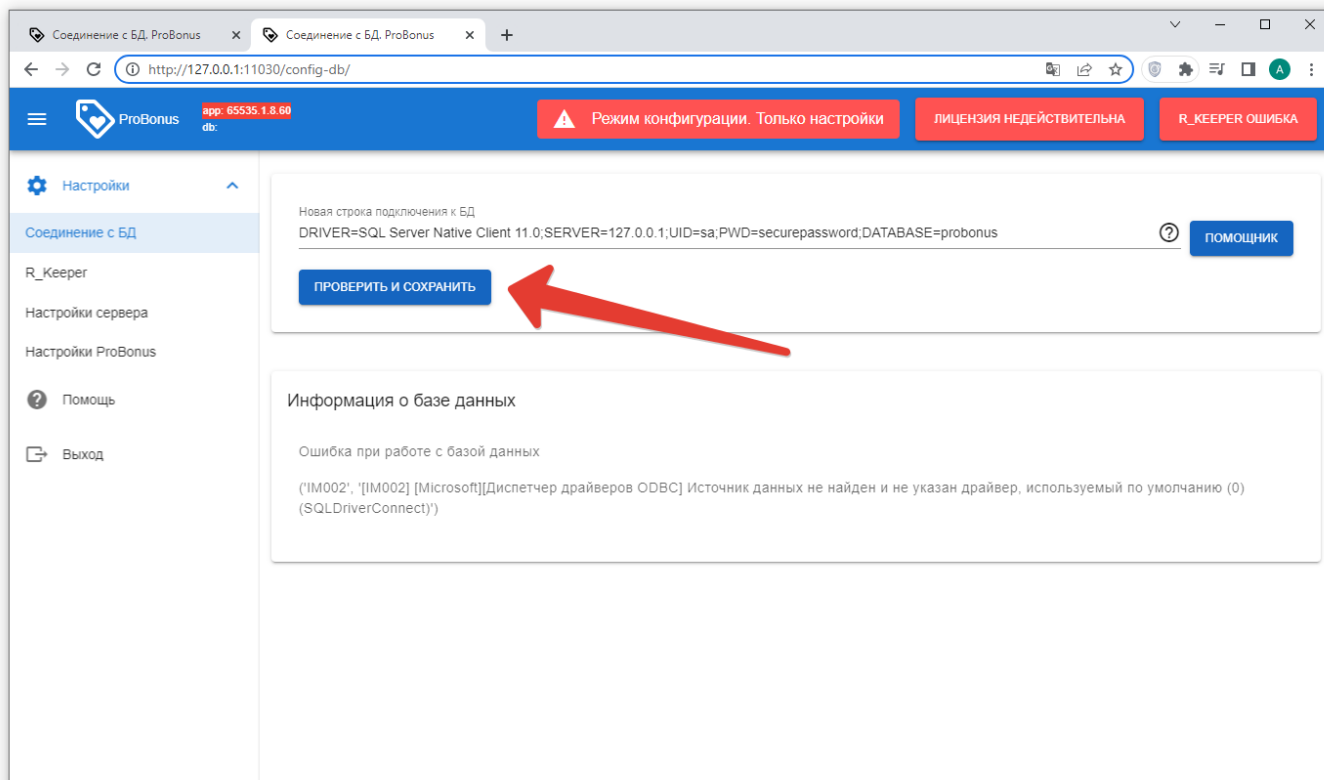 Соединение с БД. ProBonus
Соединение с БД. ProBonus
http://127.0.0.1:11030/config-db/
A
ProBonus
app: 65535.1.8.60
db:
Режим конфигурации. Только настройки
ЛИЦЕНЗИЯ НЕДЕЙСТВИТЕЛЬНА
R_KEEPER ОШИБКА
Настройки
Соединение с БД
R_Keeper
Настройки сервера
Настройки ProBonus
Помощь
Выход
Новая строка подключения к БД
DRIVER=SQL Server Native Client 11.0;SERVER=127.0.0.1;UID=sa;PWD=securepassword;DATABASE=probonus
ПОМОЩНИК
ПРОВЕРИТЬ И СОХРАНИТЬ
Информация о базе данных
Ошибка при работе с базой данных
('IM002', '[IM002] [Microsoft][Диспетчер драйверов ODBC] Источник данных не найден и не указан драйвер, используемый по умолчанию (0)
(SQLDriverConnect)')